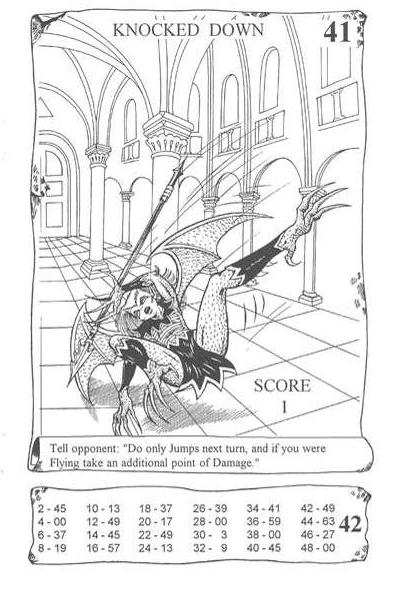 KNOCKED DOWN 41
SCORE
1
Tell opponent: "Do only Jumps next turn, and if you were
Flying take an additional point of Damage."
2 - 45 10 - 13 18 - 37 26 - 39 34 - 41 42 - 49
4 - 00 12 - 49 20 - 17 28 - 00 36 - 59 44 - 63
6 - 37 14 - 45 22 - 49 30 - 3 38 - 00 46 - 27
8 - 19 16 - 57 24 - 13 32 - 9 40 - 45 48 - 00
42